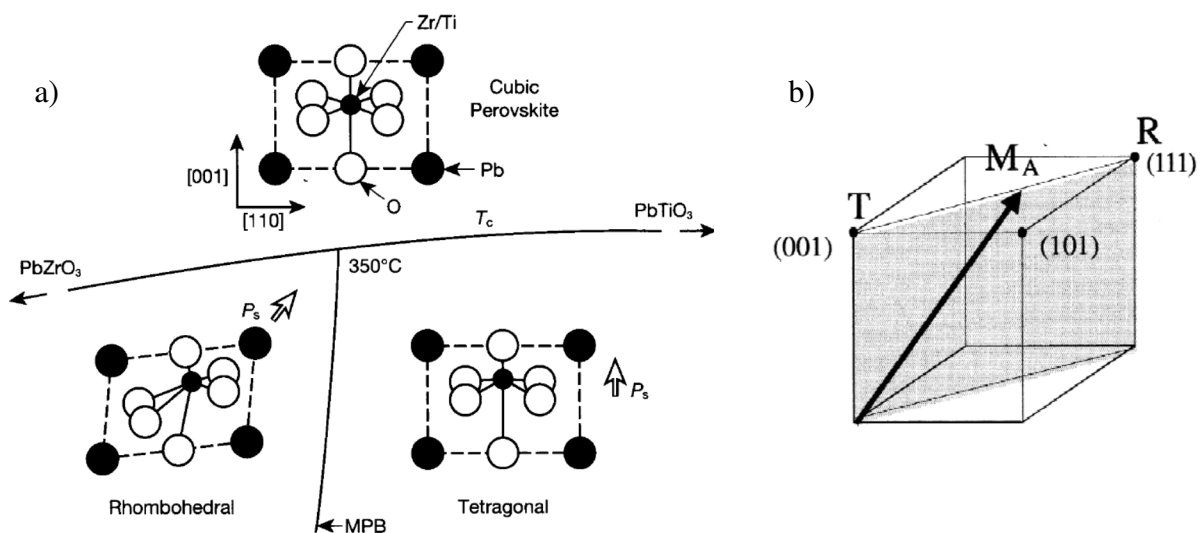 a)
Zr/Ti
Cubic
Perovskite
[001]
[110]
Pb
O
T_c
PbTiO₃
PbZrO₃
350°C
P_s
P_s
Rhombohedral
Tetragonal
MPB
b)
R
M_A
(111)
T
(001)
(101)